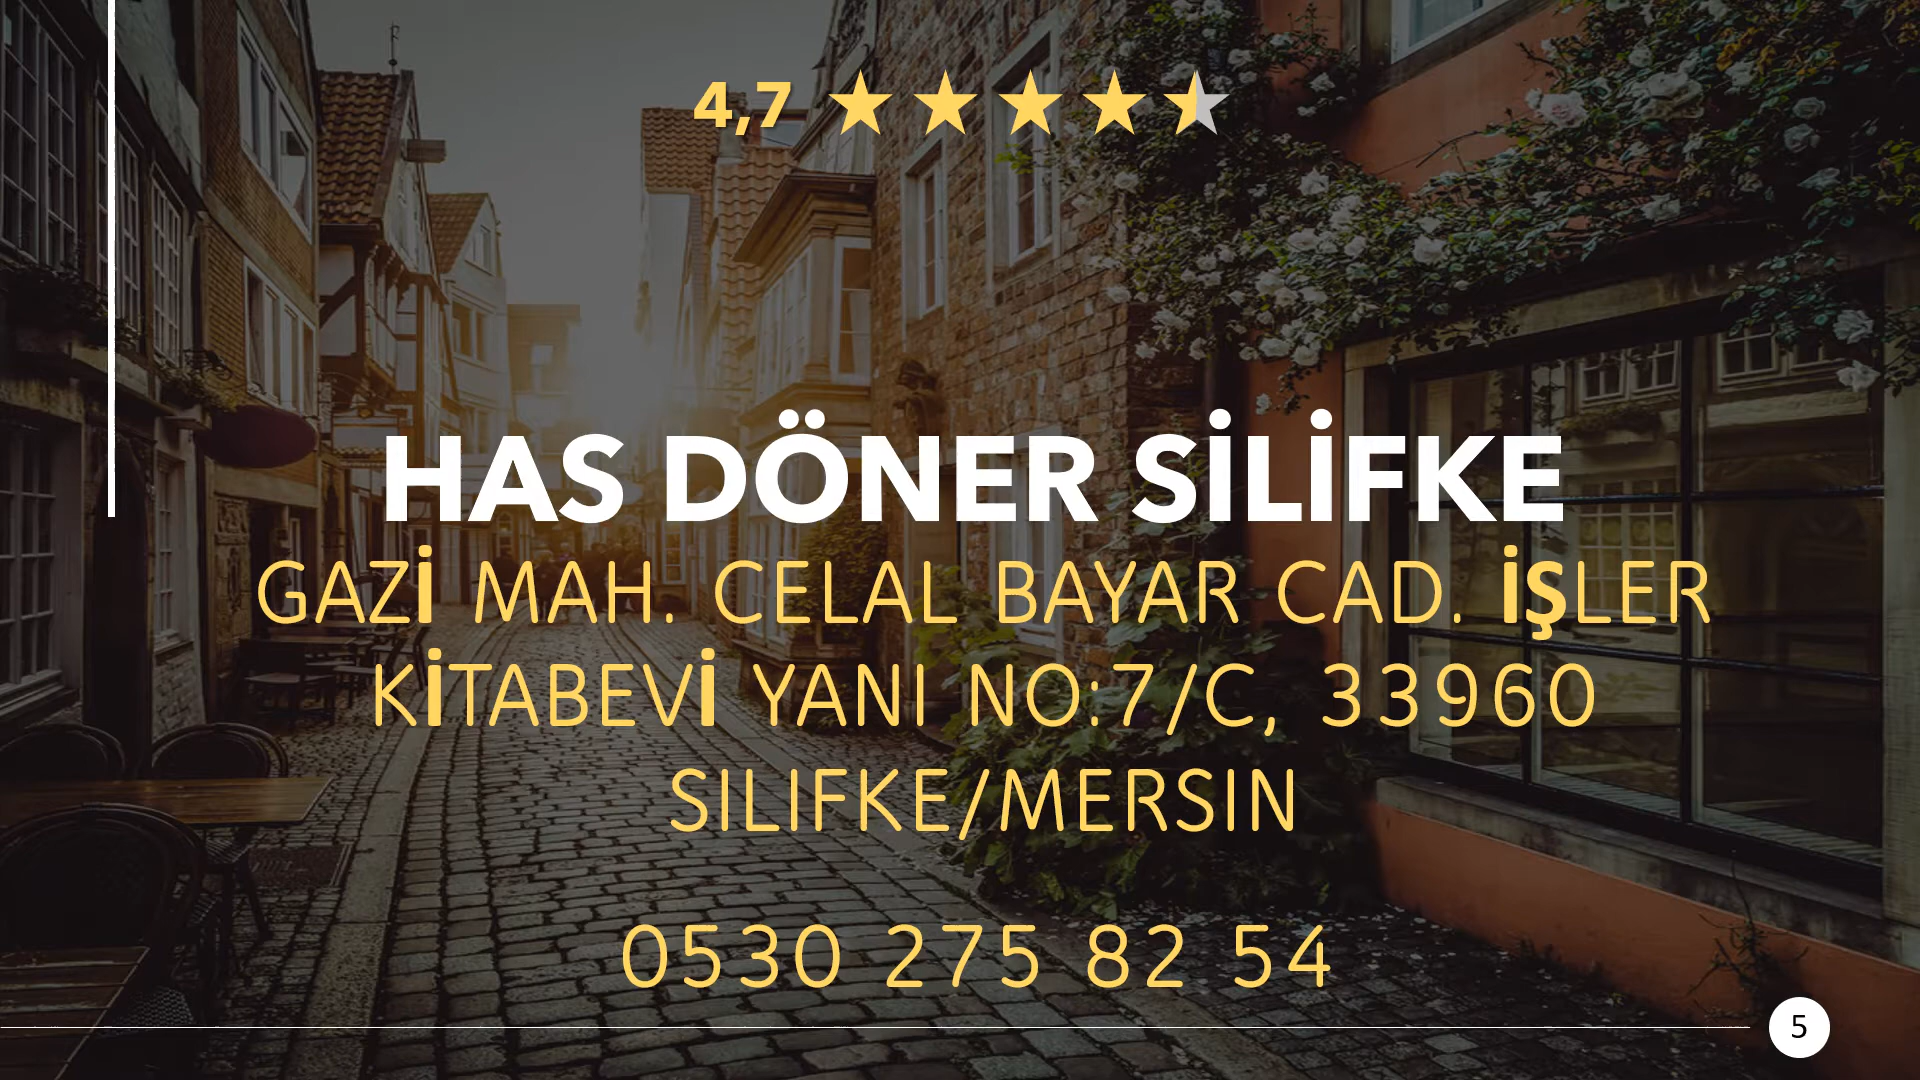 4,7
HAS DÖNER SİLİFKE
GAZİ MAH. CELAL BAYAR CAD. İŞLER
KİTABEVİ YANI NO:7/C, 33960
SILIFKE/MERSIN
0530 275 82 54
5